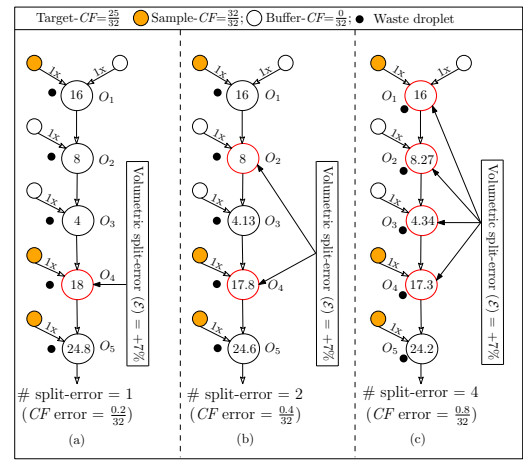 Target-CF=25/32 Sample-CF=32/32; Buffer-CF=0/32; Waste droplet
1x 1x
16 O1
1x
8 O2
1x
4 O3
1x
18 O4
1x
24.8 O5
Volumetric split-error (ℰ) = +7%
# split-error = 1
(CF error = 0.2/32)
(a)
1x 1x
16 O1
1x
8 O2
1x
4.13 O3
1x
17.8 O4
1x
24.6 O5
Volumetric split-error (ℰ) = +7%
# split-error = 2
(CF error = 0.4/32)
(b)
1x 1x
O1 16
1x
O2 8.27
1x
O3 4.34
1x
O4 17.3
1x
O5 24.2
Volumetric split-error (ℰ) = +7%
# split-error = 4
(CF error = 0.8/32)
(c)